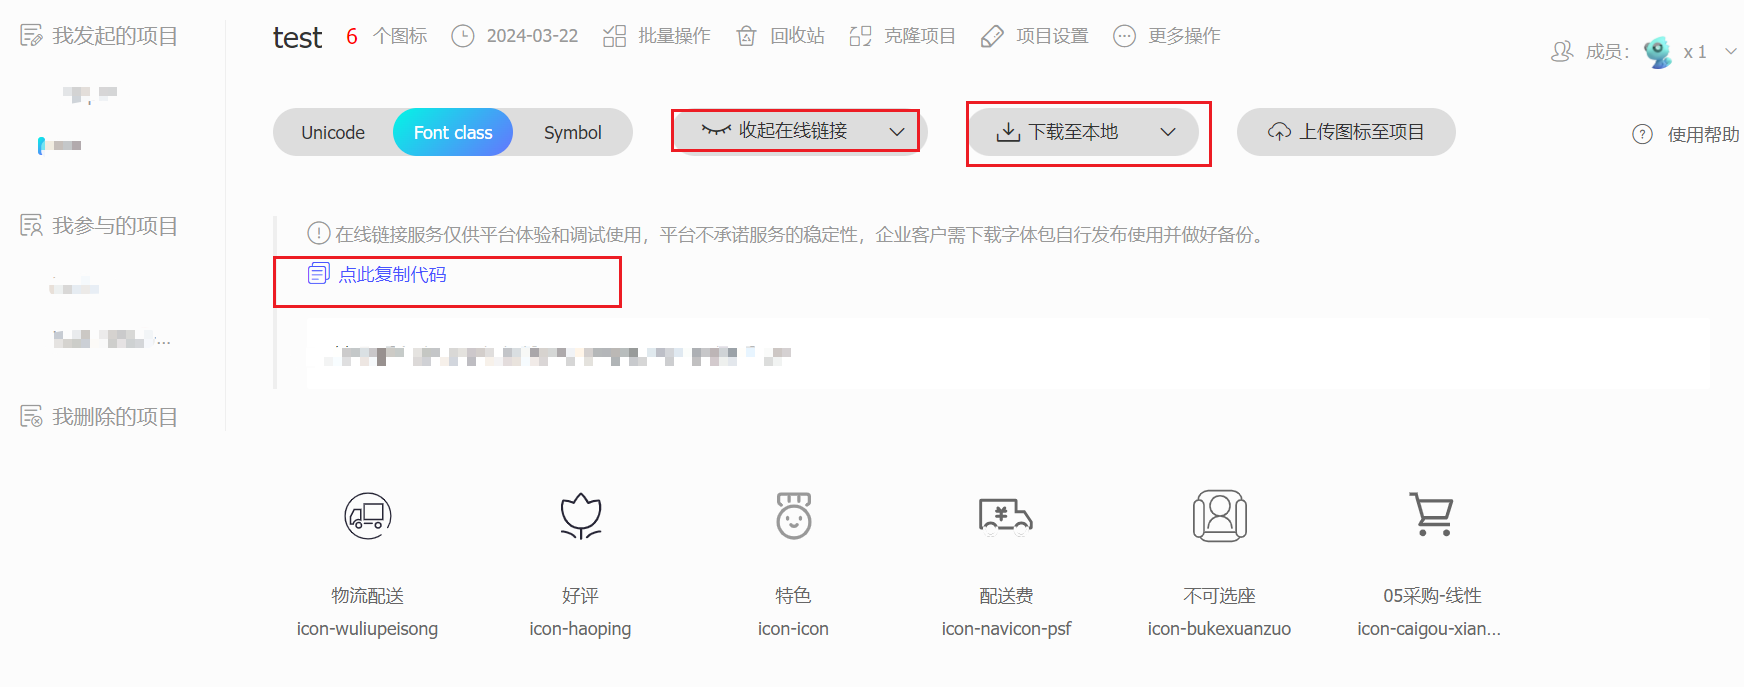 我发起的项目
test 6 个图标 2024-03-22 批量操作 回收站 克隆项目 项目设置 更多操作
成员： x 1
Unicode Font class Symbol 收起在线链接 下载至本地 上传图标至项目 使用帮助
我参与的项目
在线链接服务仅供平台体验和调试使用，平台不承诺服务的稳定性，企业客户需下载字体包自行发布使用并做好备份。
点此复制代码
...
我删除的项目
物流配送 好评 特色 配送费 不可选座 05采购-线性
icon-wuliupeisong icon-haoping icon-icon icon-navicon-psf icon-bukexuanzuo icon-caigou-xian...